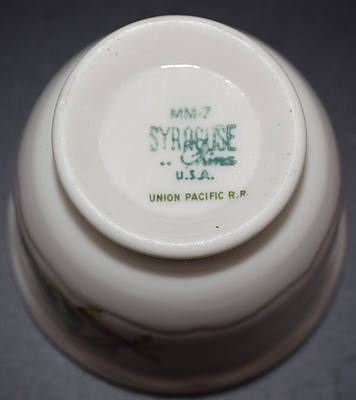 MM-7
SYRACUSE
China
U.S.A.
UNION PACIFIC R.R.